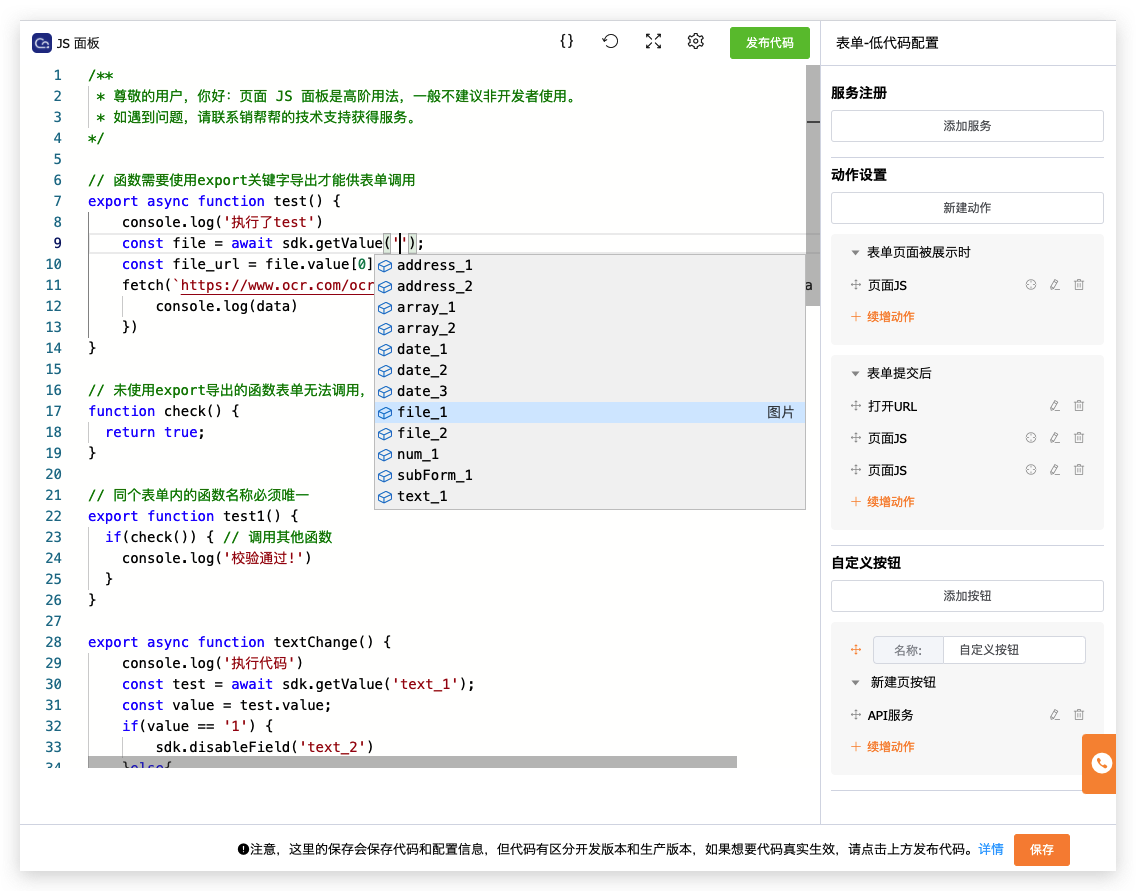 JS 面板
{}
发布代码
1 /**
2 * 尊敬的用户，你好：页面 JS 面板是高阶用法，一般不建议非开发者使用。
3 * 如遇到问题，请联系销帮帮的技术支持获得服务。
4 */
5
6 // 函数需要使用export关键字导出才能供表单调用
7 export async function test() {
8 console.log('执行了test')
9 const file = await sdk.getValue('');
10 const file_url = file.value[0]
11 fetch(`https://www.ocr.com/ocr
a
12 console.log(data)
13 })
14 }
15
16 // 未使用export导出的函数表单无法调用，
17 function check() {
18 return true;
19 }
20
21 // 同个表单内的函数名称必须唯一
22 export function test1() {
23 if(check()) { // 调用其他函数
24 console.log('校验通过!')
25 }
26 }
27
28 export async function textChange() {
29 console.log('执行代码')
30 const test = await sdk.getValue('text_1');
31 const value = test.value;
32 if(value == '1') {
33 sdk.disableField('text_2')
34 }else{
address_1
address_2
array_1
array_2
date_1
date_2
date_3
file_1 图片
file_2
num_1
subForm_1
text_1
表单-低代码配置
服务注册
添加服务
动作设置
新建动作
表单页面被展示时
页面JS
续增动作
表单提交后
打开URL
页面JS
页面JS
续增动作
自定义按钮
添加按钮
名称: 自定义按钮
新建页按钮
API服务
续增动作
注意，这里的保存会保存代码和配置信息，但代码有区分开发版本和生产版本，如果想要代码真实生效，请点击上方发布代码。详情
保存